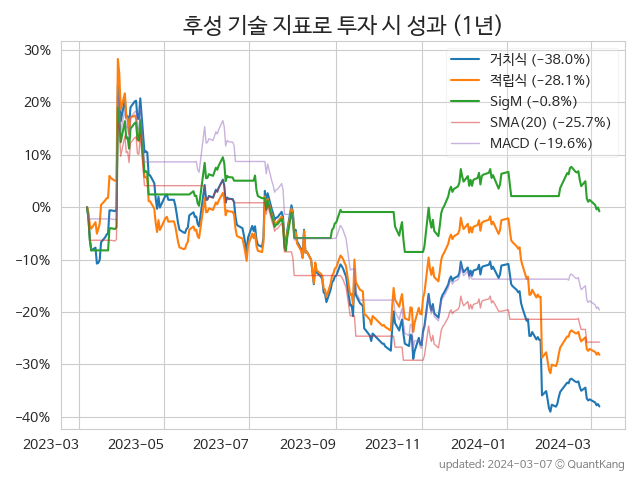 후성 기술 지표로 투자 시 성과 (1년)
30%
20%
10%
0%
−10%
−20%
−30%
−40%
거치식 (−38.0%)
적립식 (−28.1%)
SigM (−0.8%)
SMA(20) (−25.7%)
MACD (−19.6%)
2023−03 2023−05 2023−07 2023−09 2023−11 2024−01 2024−03
updated: 2024−03−07 ⓒ QuantKang